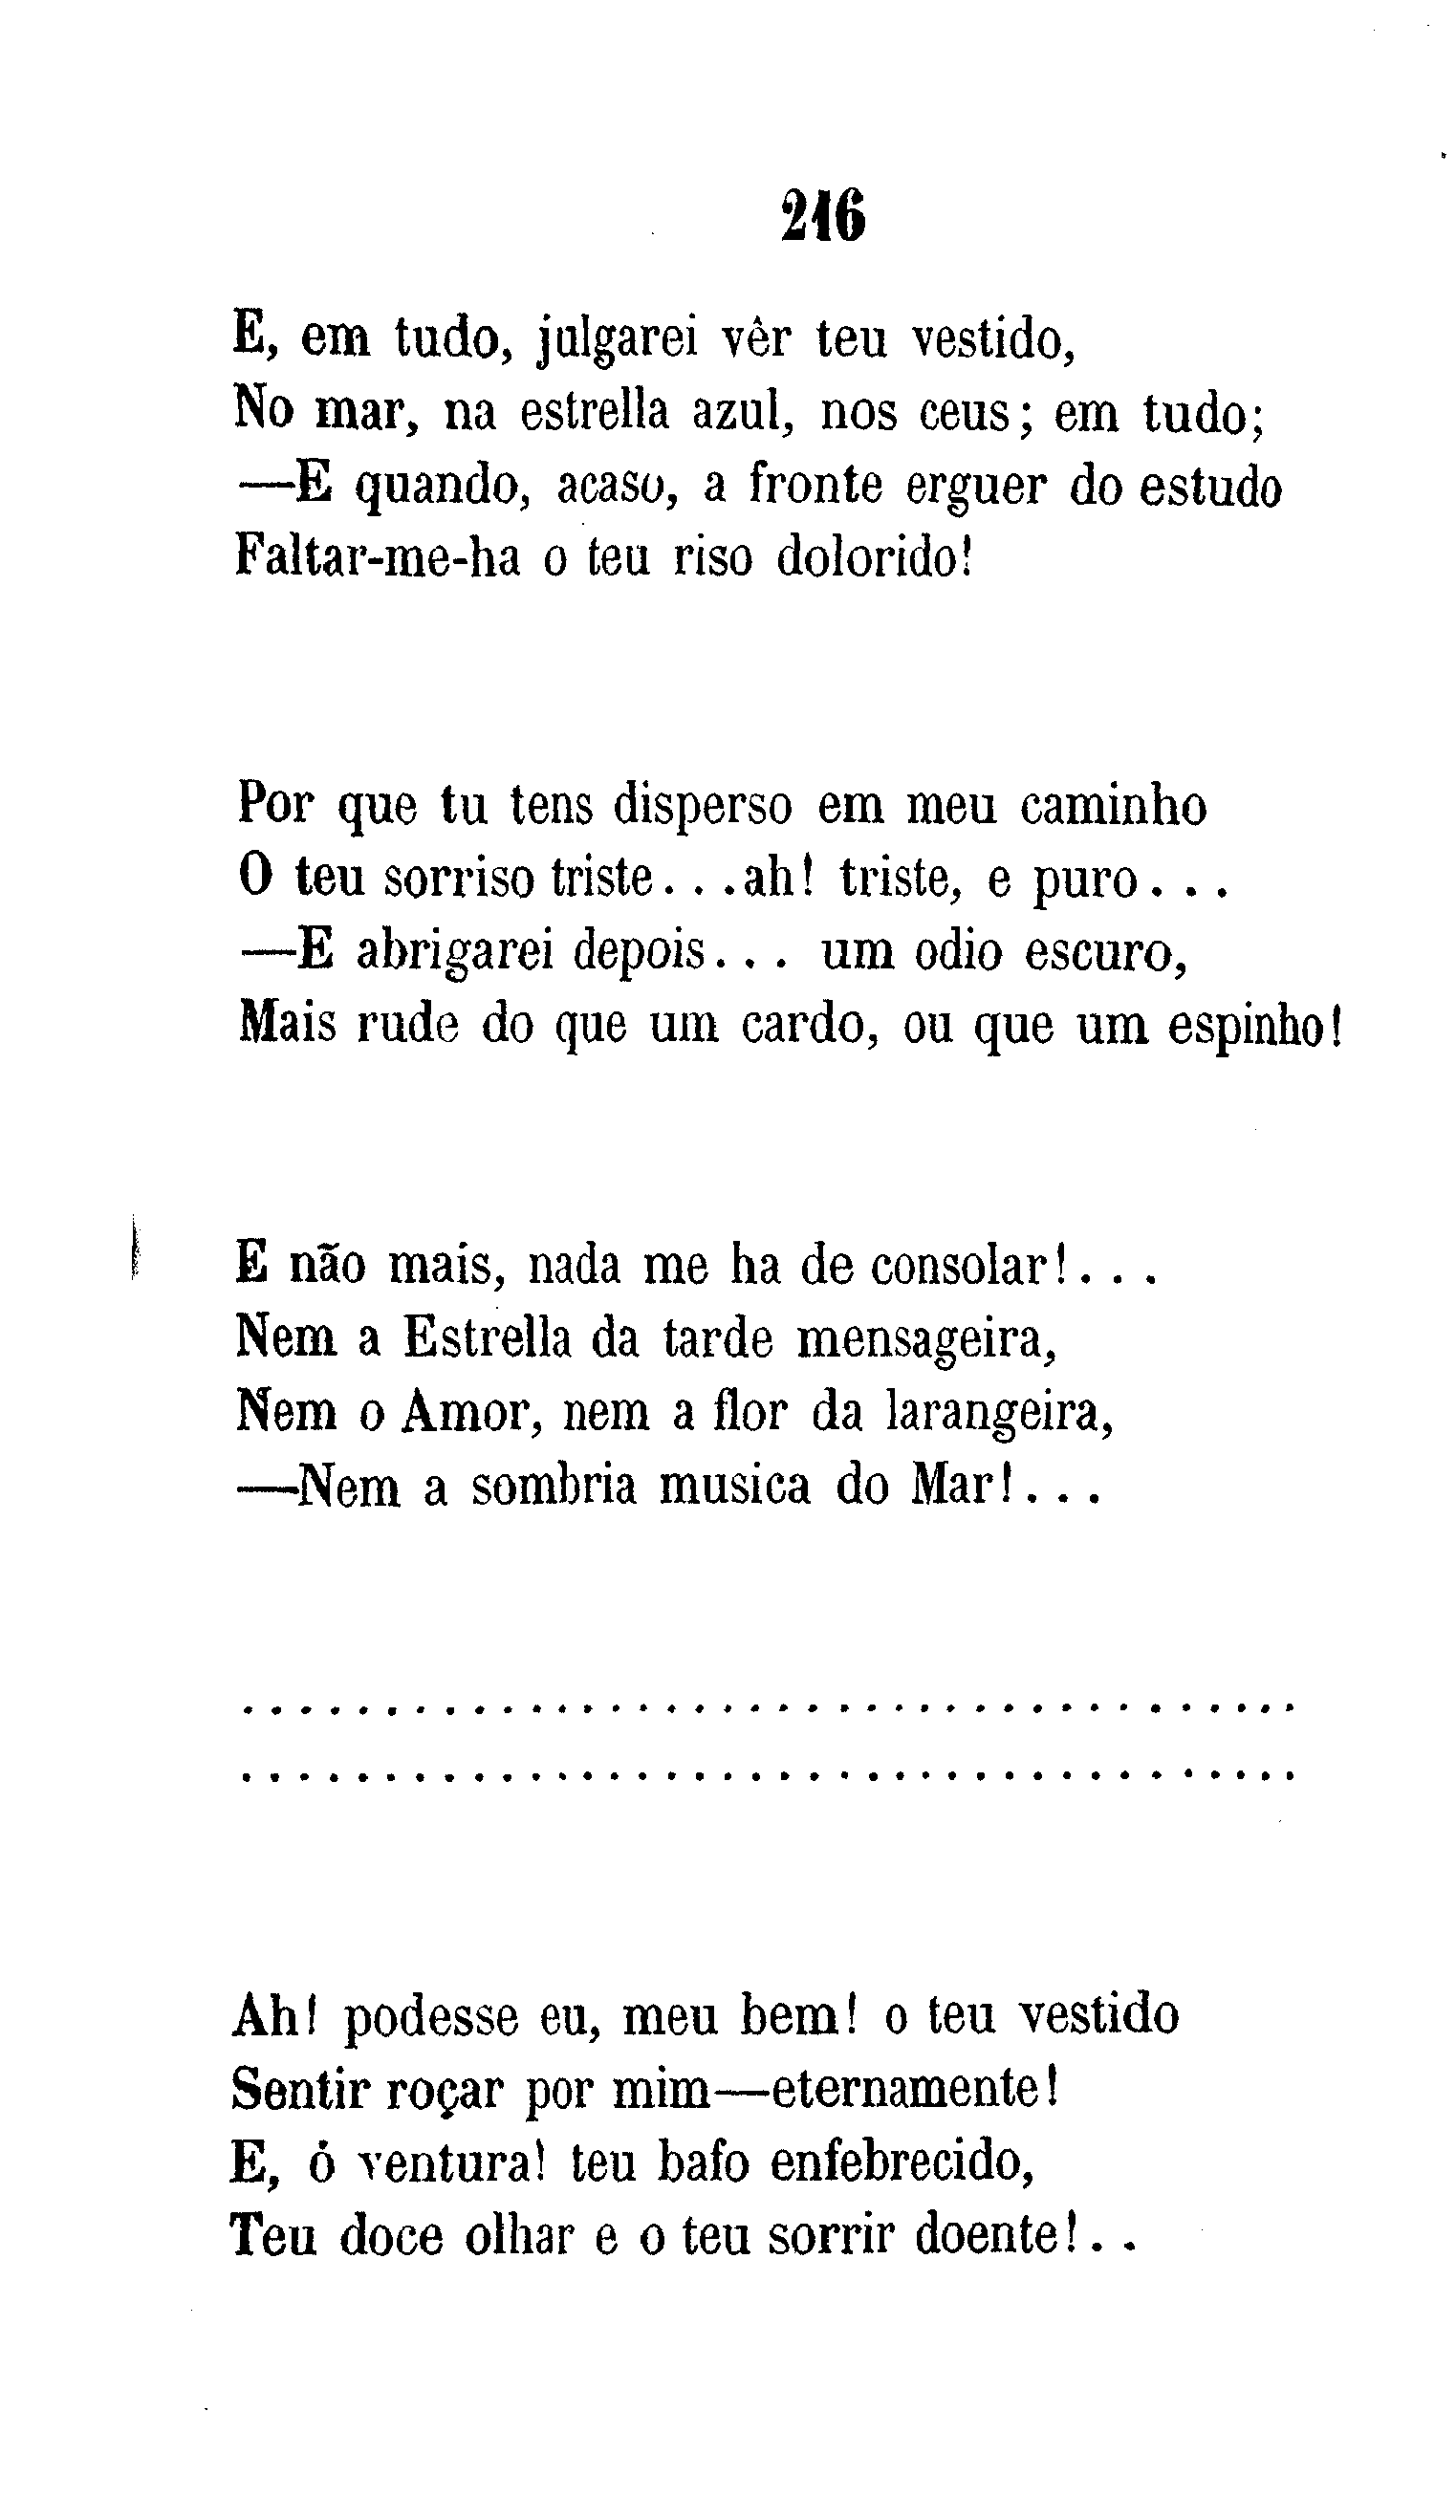 216
E, em tudo, julgarei vêr teu vestido,
No mar, na estrella azul, nos ceus; em tudo;
—E quando, acaso, a fronte erguer do estudo
Faltar-me-ha o teu riso dolorido!
Por que tu tens disperso em meu caminho
O teu sorriso triste...ah! triste, e puro...
—E abrigarei depois... um odio escuro,
Mais rude do que um cardo, ou que um espinho!
E não mais, nada me ha de consolar!...
Nem a Estrella da tarde mensageira,
Nem o Amor, nem a flor da larangeira,
—Nem a sombria musica do Mar!...
......................................
......................................
Ah! podesse eu, meu bem! o teu vestido
Sentir roçar por mim—eternamente!
E, ó ventura! teu bafo enfebrecido,
Teu doce olhar e o teu sorrir doente!..